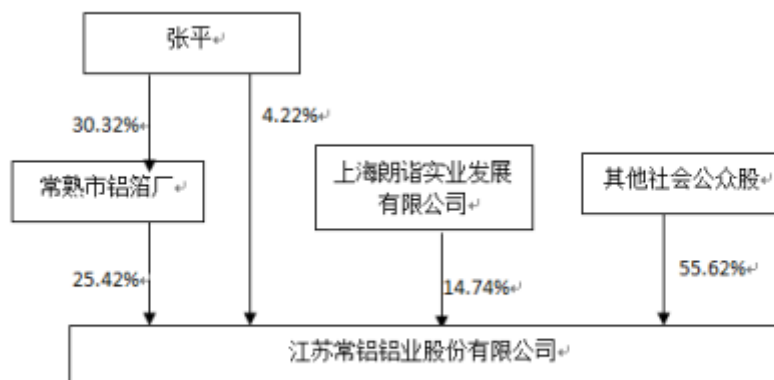 张平
30.32%
4.22%
常熟市铝箔厂
上海朗诣实业发展
有限公司
其他社会公众股
25.42%
14.74%
55.62%
江苏常铝铝业股份有限公司